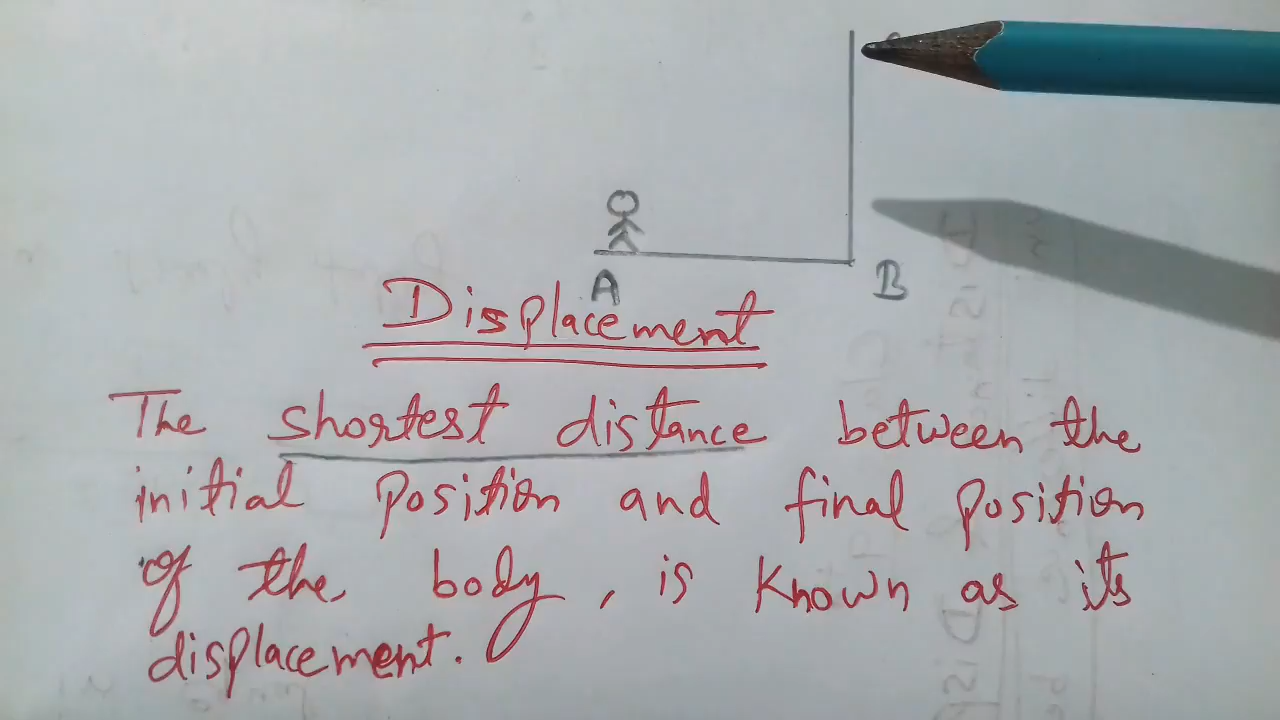 A
B
Displacement
The shortest distance between the
initial position and final position
of the body, is known as its
displacement.